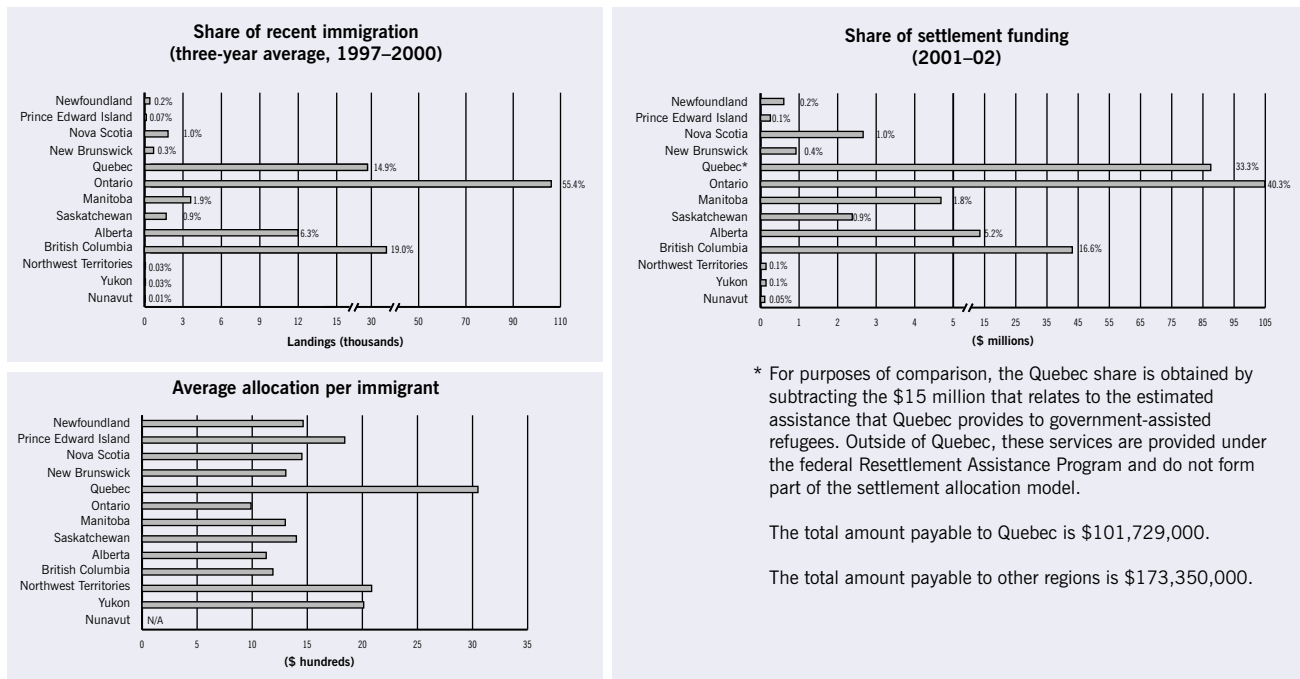 Share of recent immigration
(three-year average, 1997–2000)
Newfoundland 0.2%
Prince Edward Island 0.07%
Nova Scotia 1.0%
New Brunswick 0.3%
Quebec 14.9%
Ontario 55.4%
Manitoba 1.9%
Saskatchewan 0.9%
Alberta 6.3%
British Columbia 19.0%
Northwest Territories 0.03%
Yukon 0.03%
Nunavut 0.01%
0 3 6 9 12 15 30 50 70 90 110
Landings (thousands)
Average allocation per immigrant
Newfoundland
Prince Edward Island
Nova Scotia
New Brunswick
Quebec
Ontario
Manitoba
Saskatchewan
Alberta
British Columbia
Northwest Territories
Yukon
Nunavut N/A
0 5 10 15 20 25 30 35
($ hundreds)
Share of settlement funding
(2001–02)
Newfoundland 0.2%
Prince Edward Island 0.1%
Nova Scotia 1.0%
New Brunswick 0.4%
Quebec* 33.3%
Ontario 40.3%
Manitoba 1.8%
Saskatchewan 0.9%
Alberta 5.2%
British Columbia 16.6%
Northwest Territories 0.1%
Yukon 0.1%
Nunavut 0.05%
0 1 2 3 4 5 15 25 35 45 55 65 75 85 95 105
($ millions)
* For purposes of comparison, the Quebec share is obtained by
subtracting the $15 million that relates to the estimated
assistance that Quebec provides to government-assisted
refugees. Outside of Quebec, these services are provided under
the federal Resettlement Assistance Program and do not form
part of the settlement allocation model.
The total amount payable to Quebec is $101,729,000.
The total amount payable to other regions is $173,350,000.